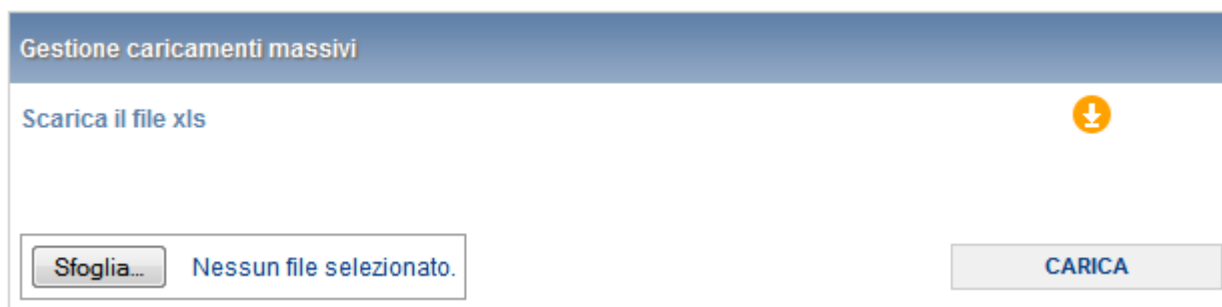 Gestione caricamenti massivi
Scarica il file xls
Sfoglia... Nessun file selezionato. CARICA